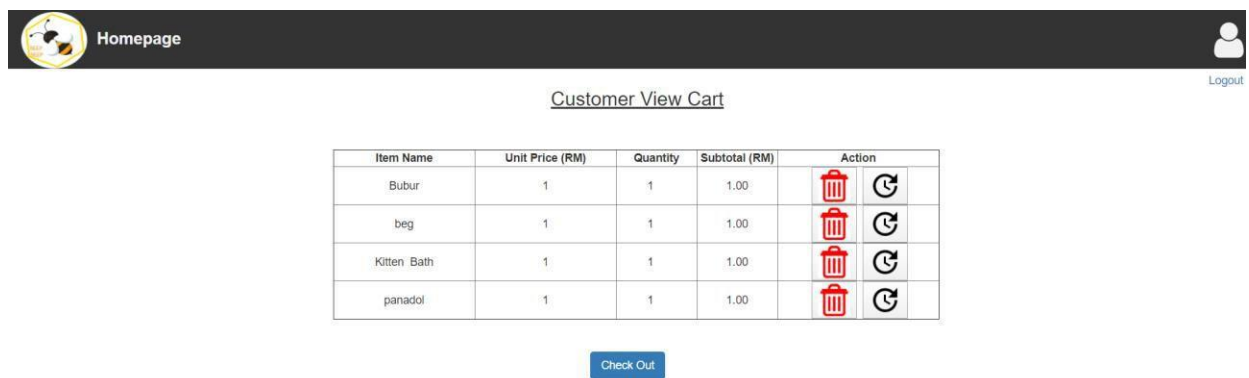 Homepage
Logout
Customer View Cart
Item Name Unit Price (RM) Quantity Subtotal (RM) Action
Bubur 1 1 1.00
beg 1 1 1.00
Kitten Bath 1 1 1.00
panadol 1 1 1.00
Check Out